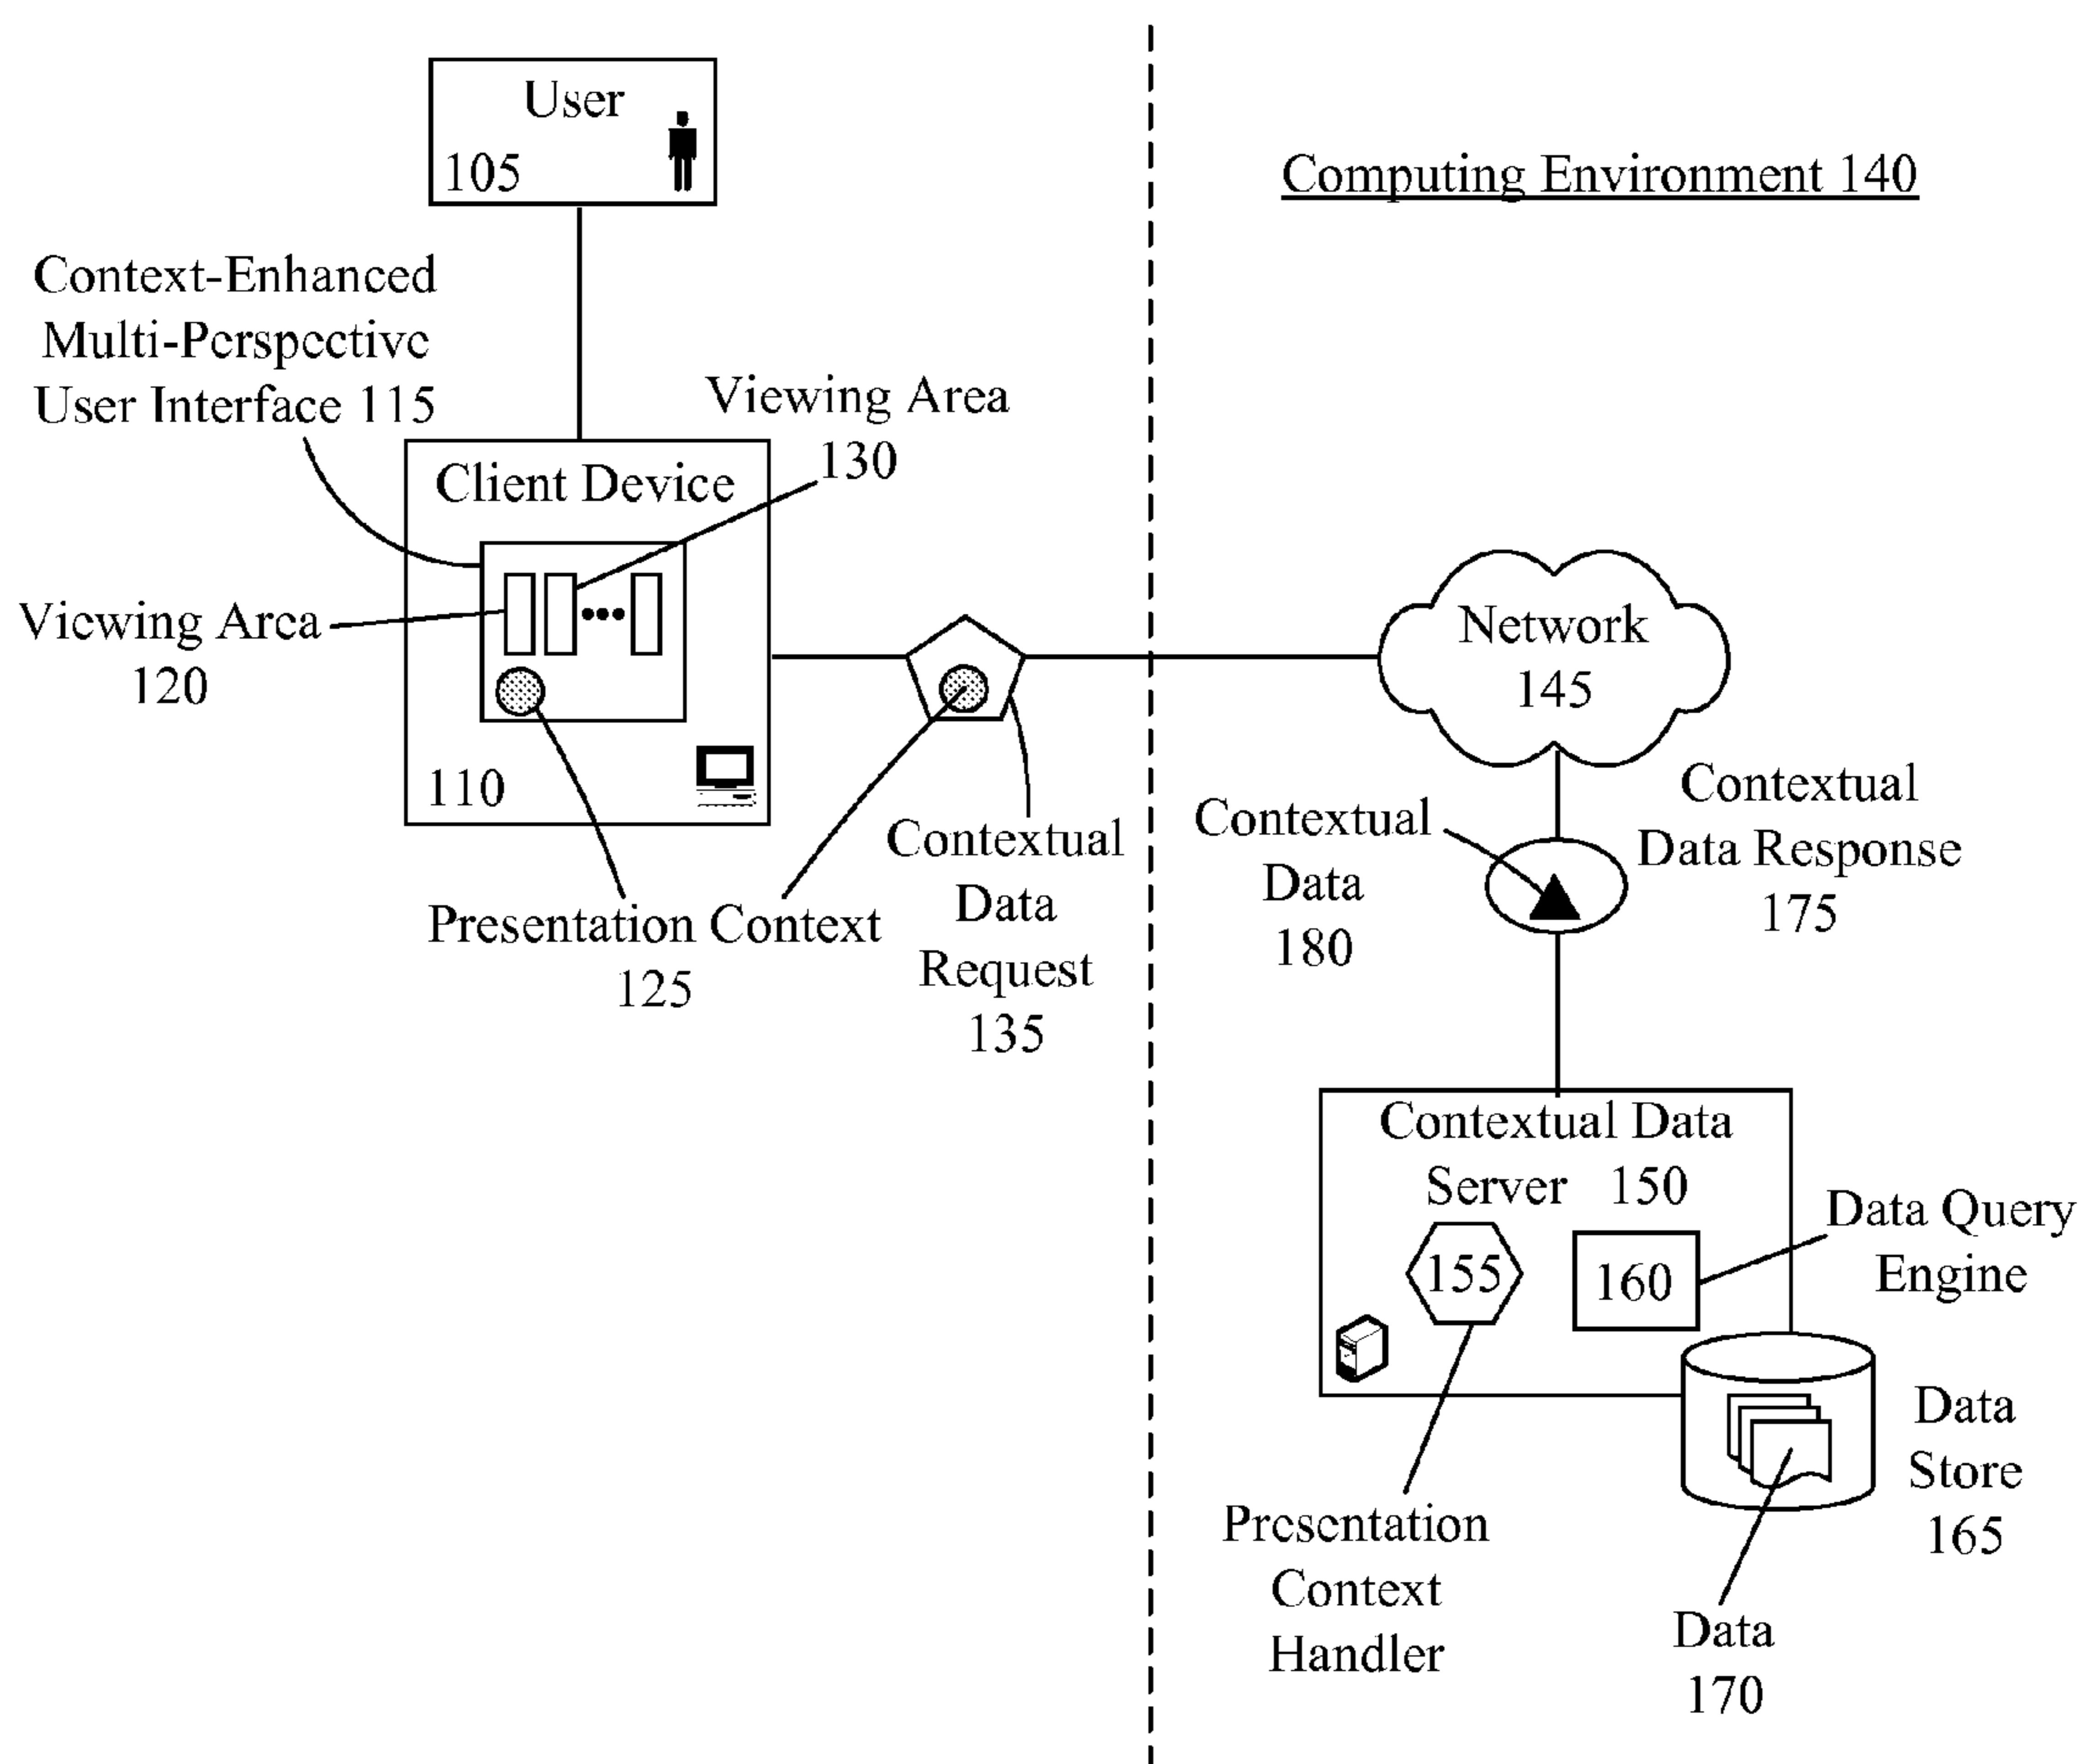 User
105
Computing Environment 140
Context-Enhanced
Multi-Perspective
User Interface 115
Viewing Area
130
Client Device
Viewing Area
120
110
Presentation Context
125
Contextual
Data
Request
135
Network
145
Contextual
Data
180
Contextual
Data Response
175
Contextual Data
Server 150
155
160
Data Query
Engine
Presentation
Context
Handler
Data
Store
165
Data
170